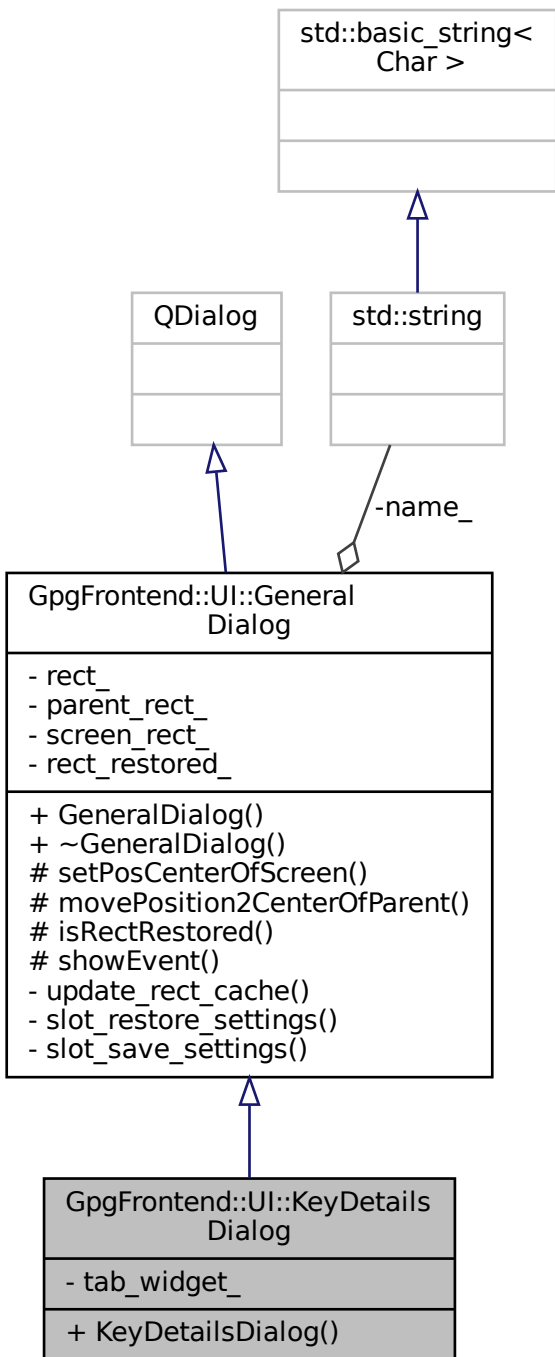 std::basic_string<
Char >
QDialog
std::string
-name_
GpgFrontend::UI::General
Dialog
- rect_
- parent_rect_
- screen_rect_
- rect_restored_
+ GeneralDialog()
+ ~GeneralDialog()
# setPosCenterOfScreen()
# movePosition2CenterOfParent()
# isRectRestored()
# showEvent()
- update_rect_cache()
- slot_restore_settings()
- slot_save_settings()
GpgFrontend::UI::KeyDetails
Dialog
- tab_widget_
+ KeyDetailsDialog()